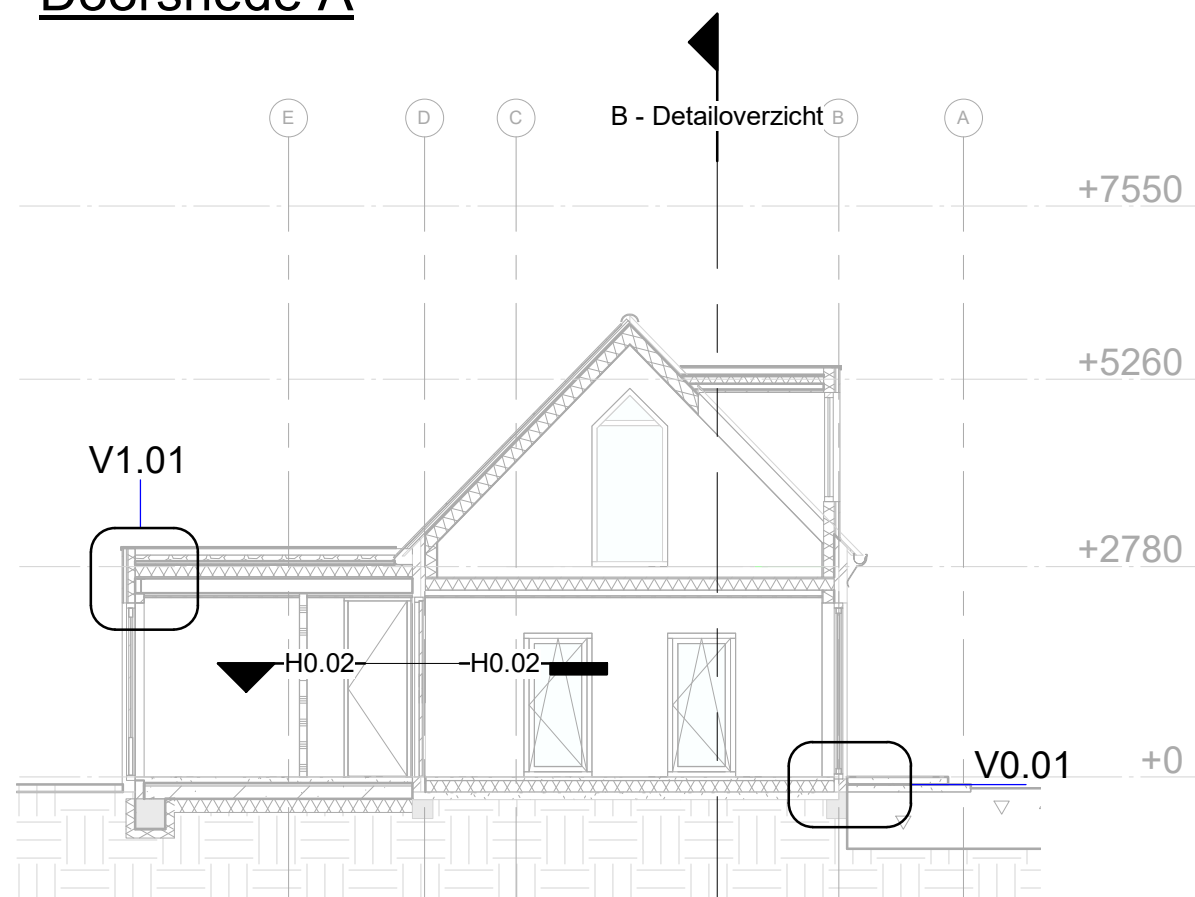 Doorsnede A
E D C B - Detailoverzicht B A
+7550
+5260
V1.01
+2780
H0.02 H0.02
V0.01 +0